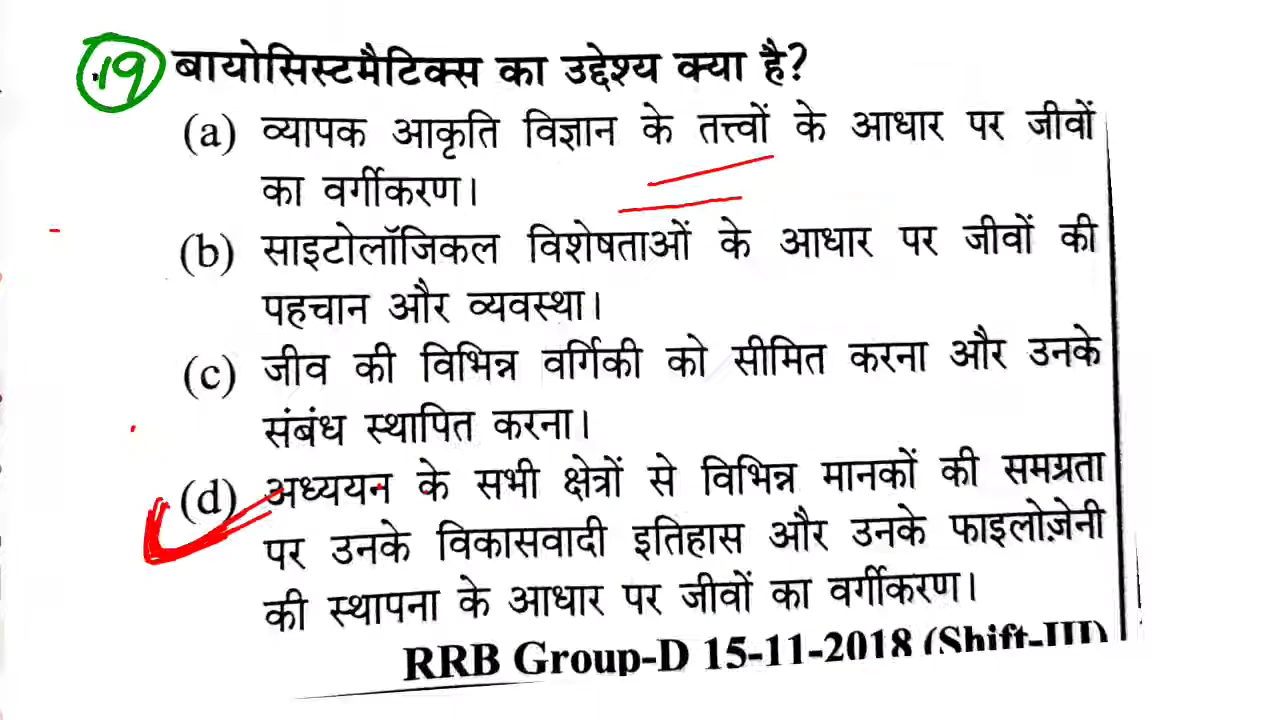 19 बायोसिस्टमैटिक्स का उद्देश्य क्या है?
(a) व्यापक आकृति विज्ञान के तत्त्वों के आधार पर जीवों
का वर्गीकरण।
(b) साइटोलॉजिकल विशेषताओं के आधार पर जीवों की
पहचान और व्यवस्था।
(c) जीव की विभिन्न वर्गिकी को सीमित करना और उनके
संबंध स्थापित करना।
(d) अध्ययन के सभी क्षेत्रों से विभिन्न मानकों की समग्रता
पर उनके विकासवादी इतिहास और उनके फाइलोज़ेनी
की स्थापना के आधार पर जीवों का वर्गीकरण।
RRB Group-D 15-11-2018 (Shift-III)